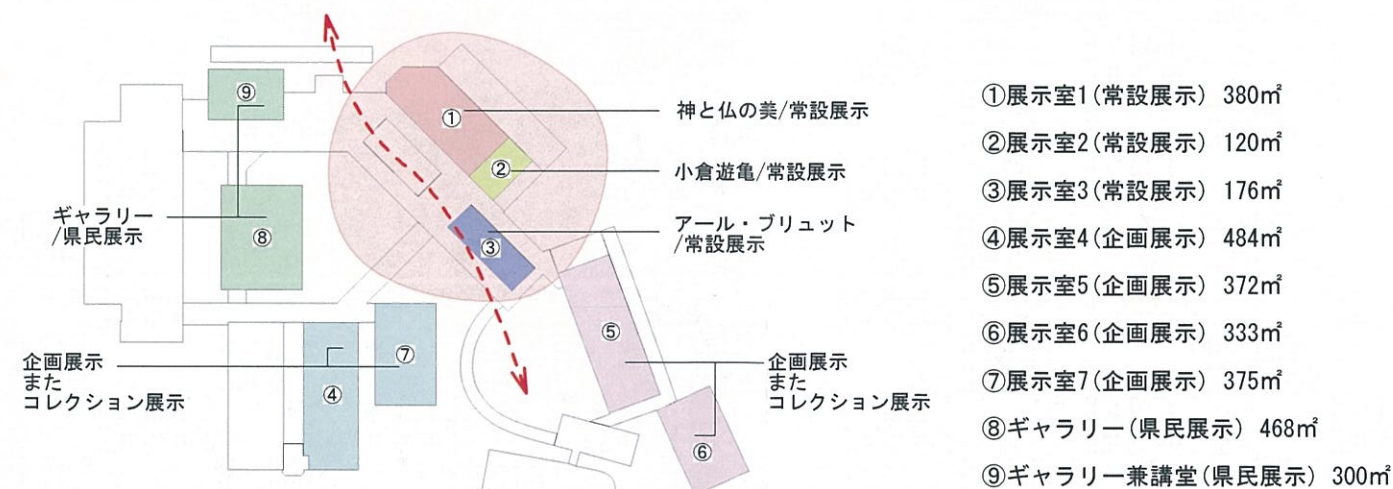 ⑨
①
神と仏の美/常設展示
②
小倉遊亀/常設展示
ギャラリー
/県民展示
⑧
アール・ブリュット
/常設展示
③
⑤
企画展示
また
コレクション展示
⑦
④
企画展示
また
コレクション展示
⑥
①展示室1(常設展示) 380㎡
②展示室2(常設展示) 120㎡
③展示室3(常設展示) 176㎡
④展示室4(企画展示) 484㎡
⑤展示室5(企画展示) 372㎡
⑥展示室6(企画展示) 333㎡
⑦展示室7(企画展示) 375㎡
⑧ギャラリー(県民展示) 468㎡
⑨ギャラリー兼講堂(県民展示) 300㎡